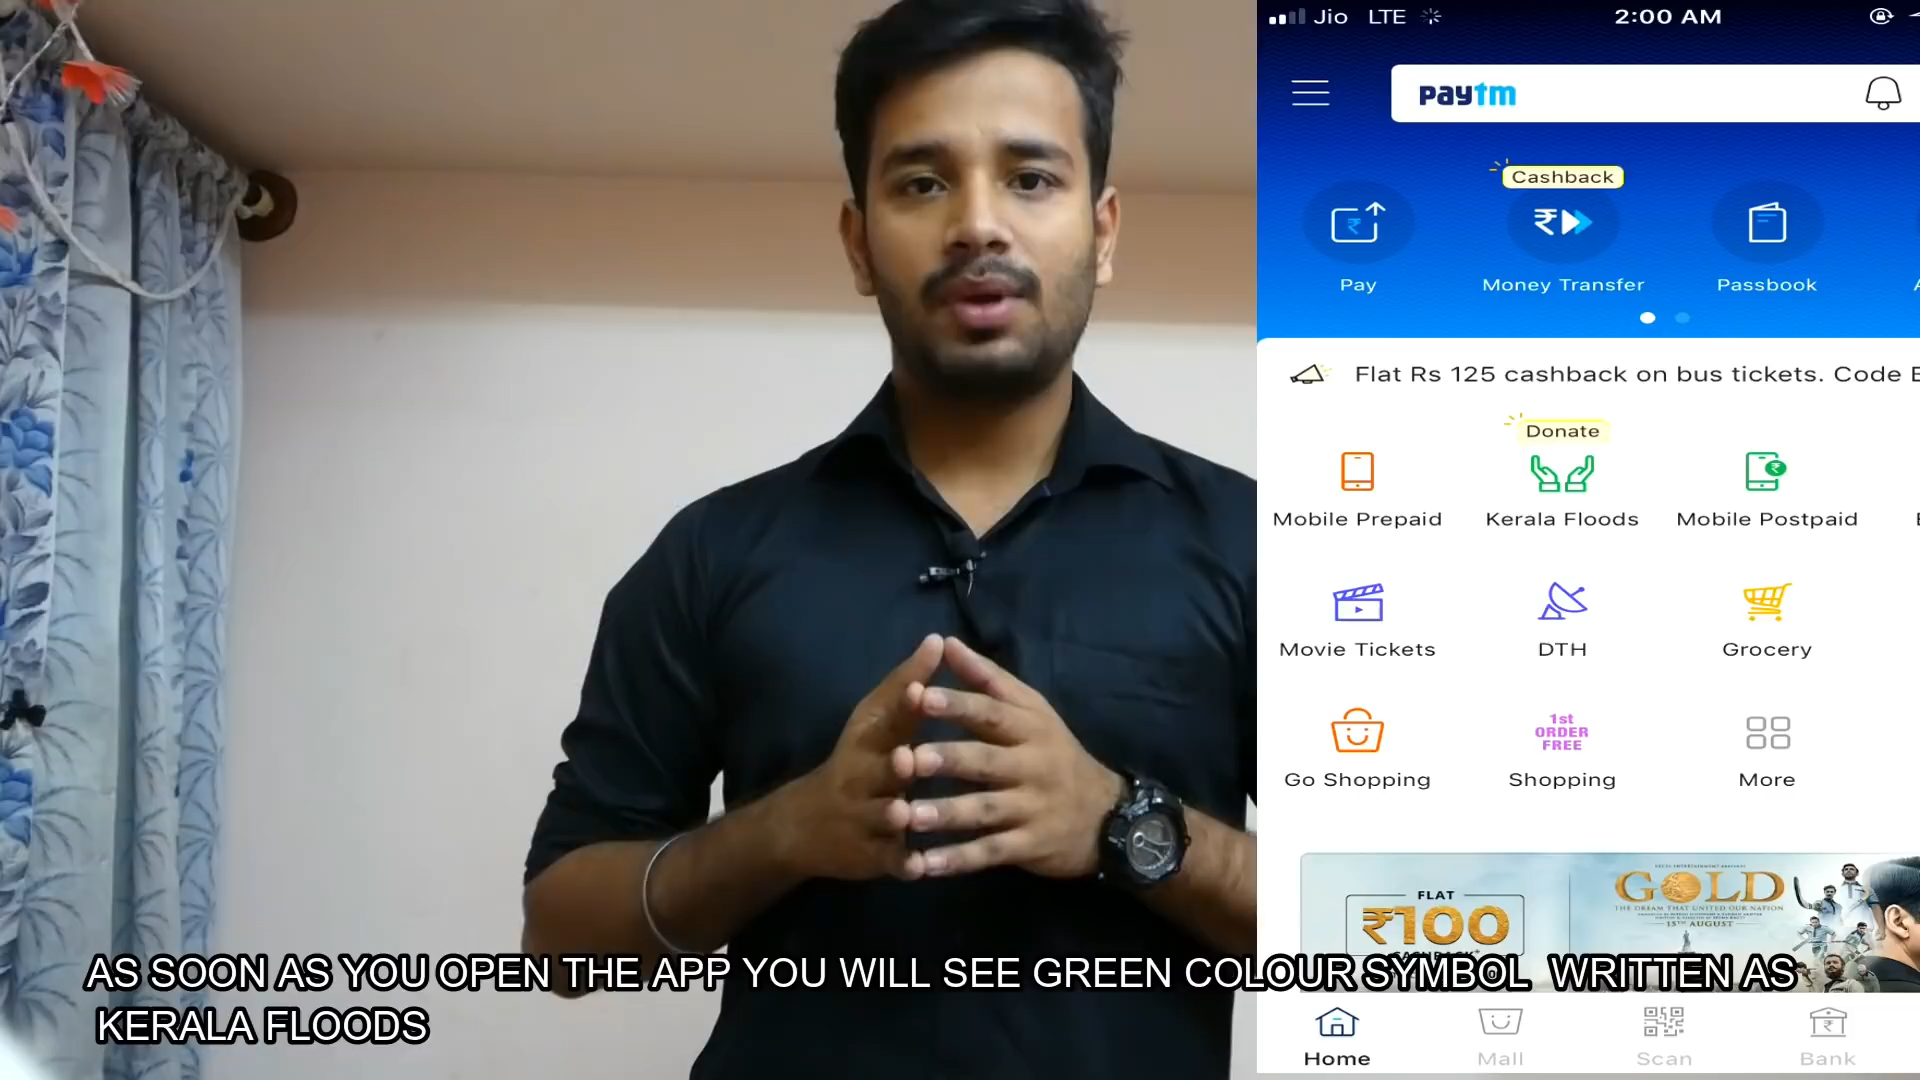 Jio LTE 2:00 AM
paytm
Cashback
Pay Money Transfer Passbook
Flat Rs 125 cashback on bus tickets. Code
Donate
Mobile Prepaid Kerala Floods Mobile Postpaid
Movie Tickets DTH Grocery
1st
ORDER
FREE
Go Shopping Shopping More
FLAT
₹100
CASHBACK*
GOLD
THE DREAM THAT UNITED OUR NATION
15TH AUGUST
AS SOON AS YOU OPEN THE APP YOU WILL SEE GREEN COLOUR SYMBOL WRITTEN AS
KERALA FLOODS
Home Mall Scan Bank